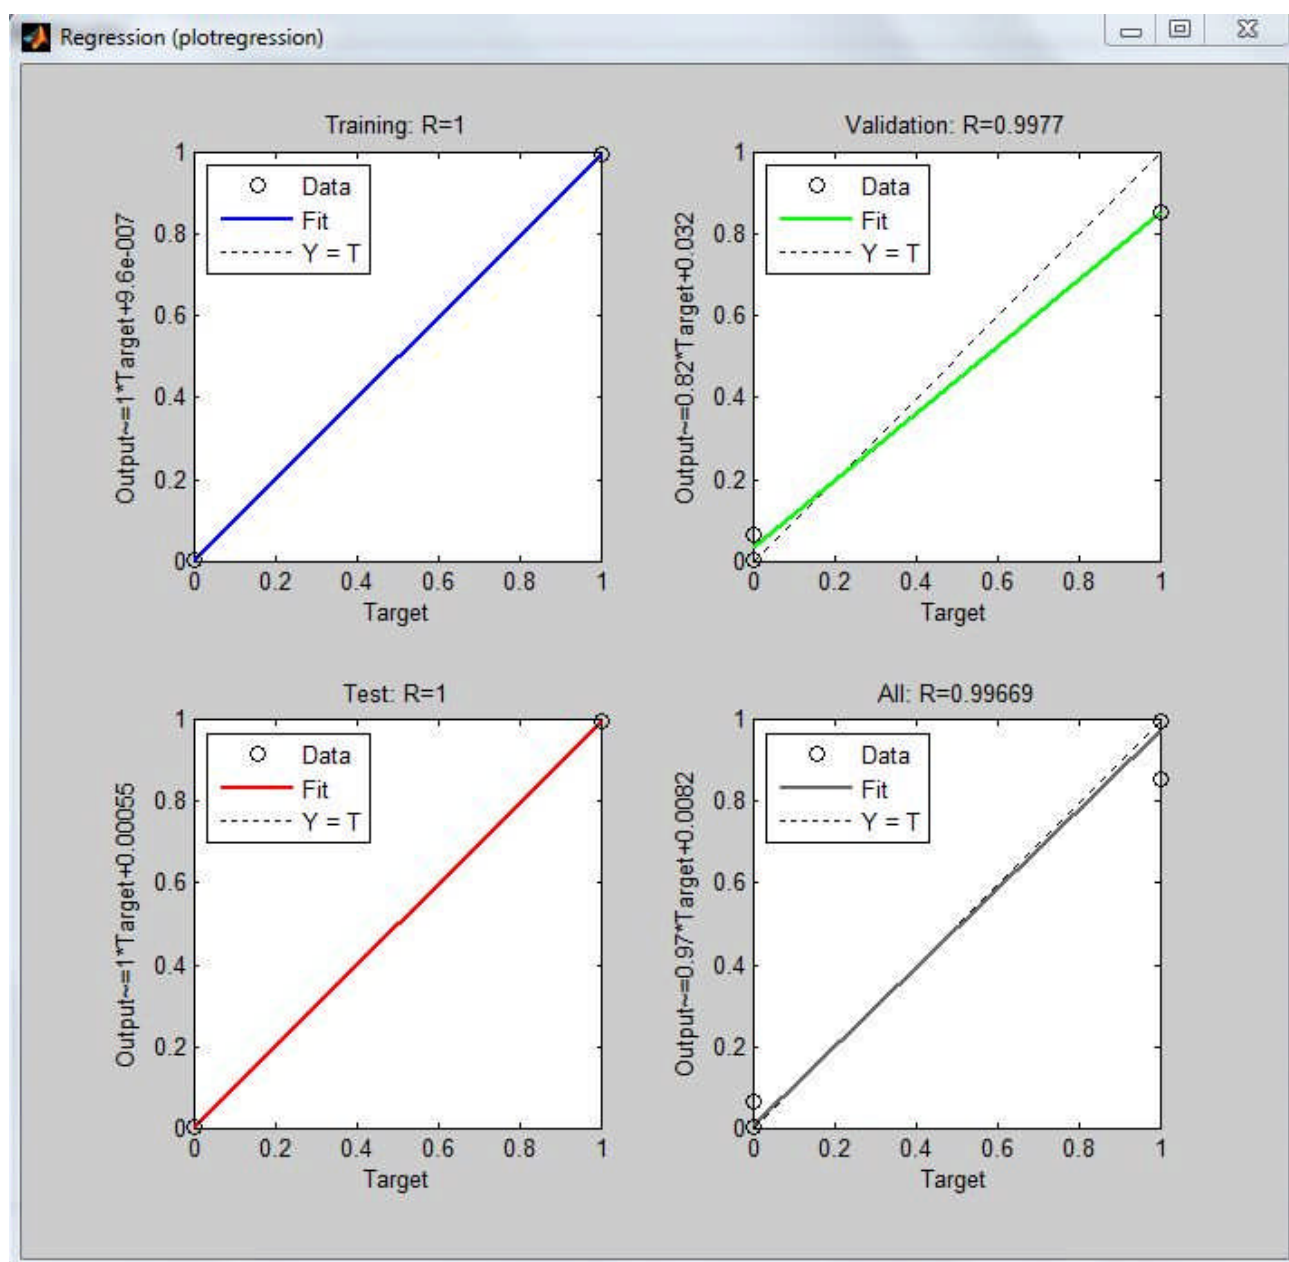 Regression (plotregression)
Training: R=1
Output~=1*Target+9.6e-007
1
0.8
0.6
0.4
0.2
0
Data
Fit
Y = T
0 0.2 0.4 0.6 0.8 1
Target
Validation: R=0.9977
Output~=0.82*Target+0.032
1
0.8
0.6
0.4
0.2
0
Data
Fit
Y = T
0 0.2 0.4 0.6 0.8 1
Target
Test: R=1
Output~=1*Target+0.00055
1
0.8
0.6
0.4
0.2
0
Data
Fit
Y = T
0 0.2 0.4 0.6 0.8 1
Target
All: R=0.99669
Output~=0.97*Target+0.0082
1
0.8
0.6
0.4
0.2
0
Data
Fit
Y = T
0 0.2 0.4 0.6 0.8 1
Target